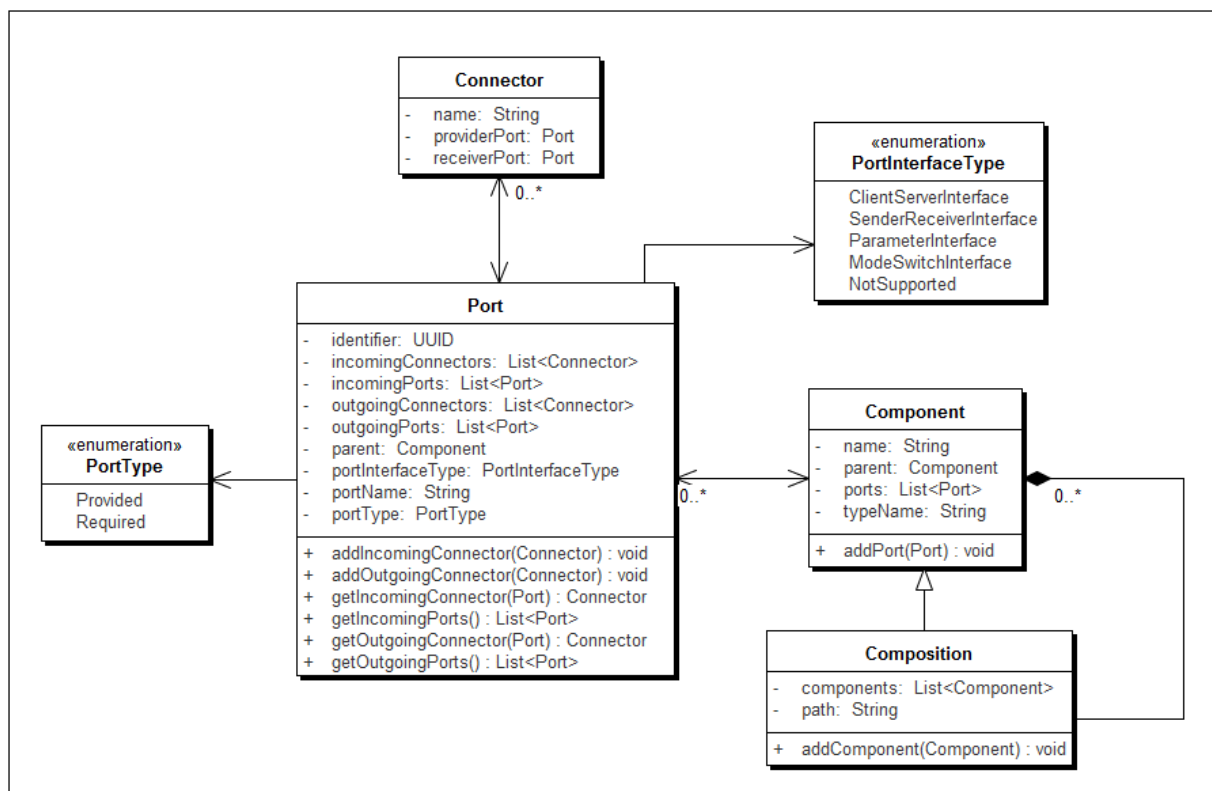 Connector
- name: String
- providerPort: Port
- receiverPort: Port
0..*
«enumeration»
PortInterfaceType
ClientServerInterface
SenderReceiverInterface
ParameterInterface
ModeSwitchInterface
NotSupported
Port
- identifier: UUID
- incomingConnectors: List<Connector>
- incomingPorts: List<Port>
- outgoingConnectors: List<Connector>
- outgoingPorts: List<Port>
- parent: Component
- portInterfaceType: PortInterfaceType
- portName: String
- portType: PortType
+ addIncomingConnector(Connector) : void
+ addOutgoingConnector(Connector) : void
+ getIncomingConnector(Port) : Connector
+ getIncomingPorts() : List<Port>
+ getOutgoingConnector(Port) : Connector
+ getOutgoingPorts() : List<Port>
«enumeration»
PortType
Provided
Required
0..*
Component
- name: String
- parent: Component
- ports: List<Port>
- typeName: String
+ addPort(Port) : void
0..*
Composition
- components: List<Component>
- path: String
+ addComponent(Component) : void